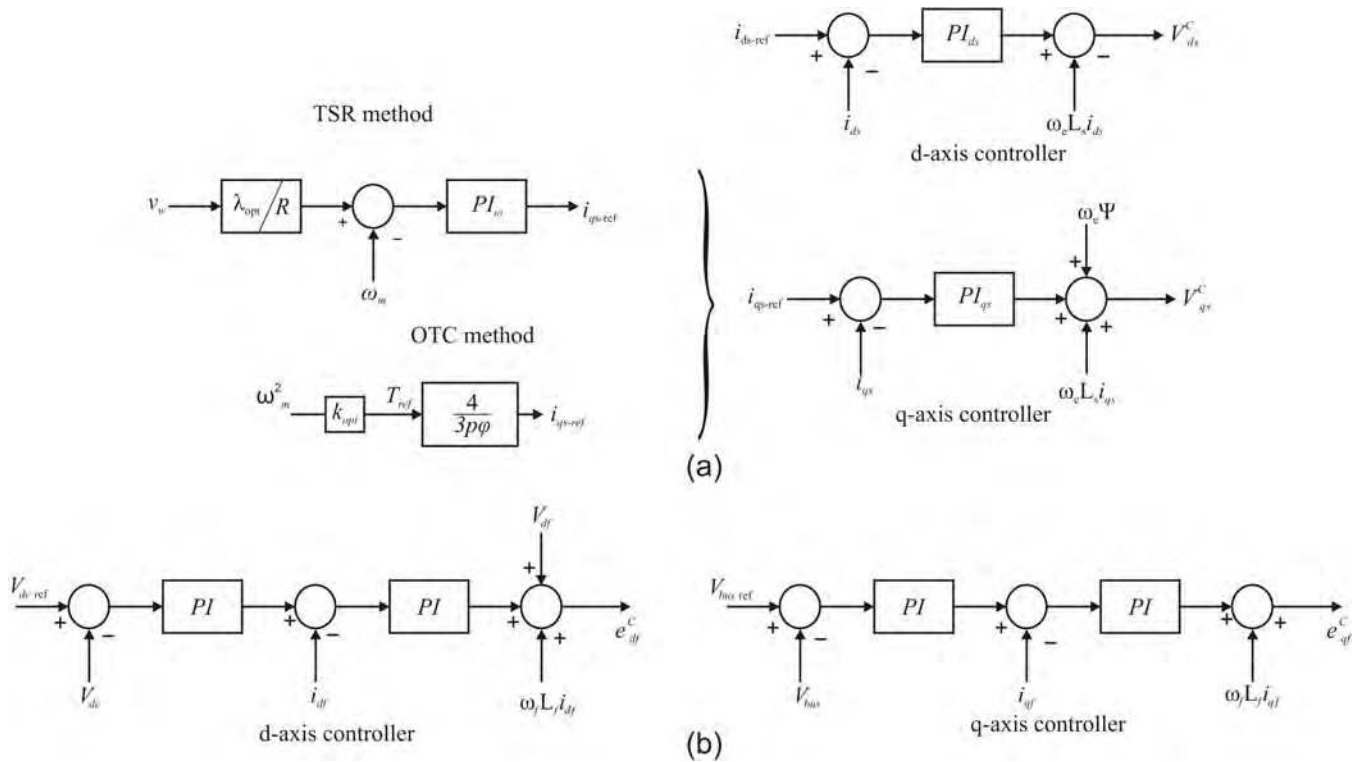 TSR method
v_w
λ_opt / R
+
−
ω_m
PI_ω
i_qs-ref
OTC method
ω²_m
k_opt
T_ref
4
3pφ
i_qs-ref
i_ds-ref
+
−
i_ds
PI_ds
+
−
ω_e L_s i_ds
V^C_ds
d-axis controller
i_qs-ref
+
−
i_qs
PI_qs
ω_e Ψ
+
+
+
ω_e L_s i_qs
V^C_qs
q-axis controller
(a)
V_dc ref
+
−
V_dc
PI
+
−
i_df
PI
V_df
+
+
+
ω_f L_f i_df
e^C_df
d-axis controller
V_bus ref
+
−
V_bus
PI
+
−
i_qf
PI
+
+
ω_f L_f i_qf
e^C_qf
q-axis controller
(b)